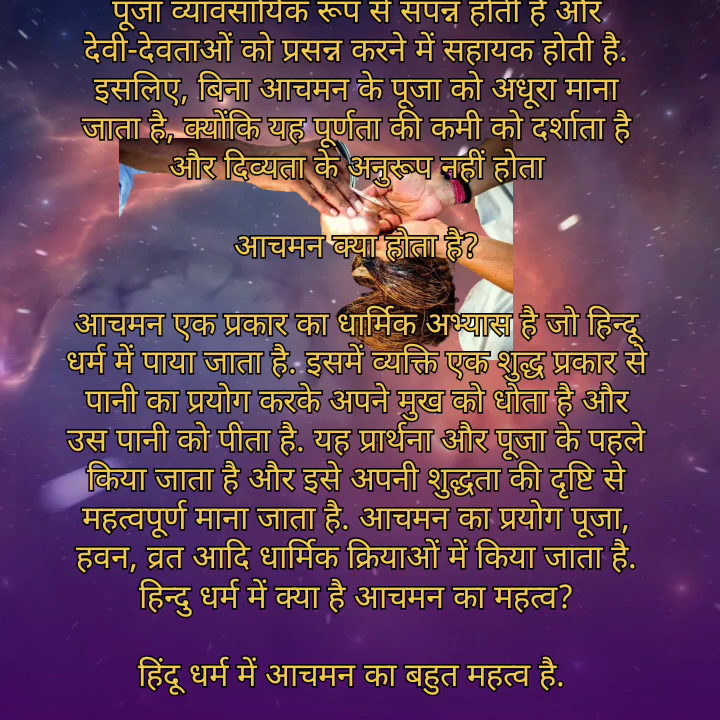 पूजा व्यावसायिक रूप से संपन्न होती है और
देवी-देवताओं को प्रसन्न करने में सहायक होती है.
इसलिए, बिना आचमन के पूजा को अधूरा माना
जाता है, क्योंकि यह पूर्णता की कमी को दर्शाता है
और दिव्यता के अनुरूप नहीं होता
आचमन क्या होता है?
आचमन एक प्रकार का धार्मिक अभ्यास है जो हिन्दू
धर्म में पाया जाता है. इसमें व्यक्ति एक शुद्ध प्रकार से
पानी का प्रयोग करके अपने मुख को धोता है और
उस पानी को पीता है. यह प्रार्थना और पूजा के पहले
किया जाता है और इसे अपनी शुद्धता की दृष्टि से
महत्वपूर्ण माना जाता है. आचमन का प्रयोग पूजा,
हवन, व्रत आदि धार्मिक क्रियाओं में किया जाता है.
हिन्दु धर्म में क्या है आचमन का महत्व?
हिंदू धर्म में आचमन का बहुत महत्व है.